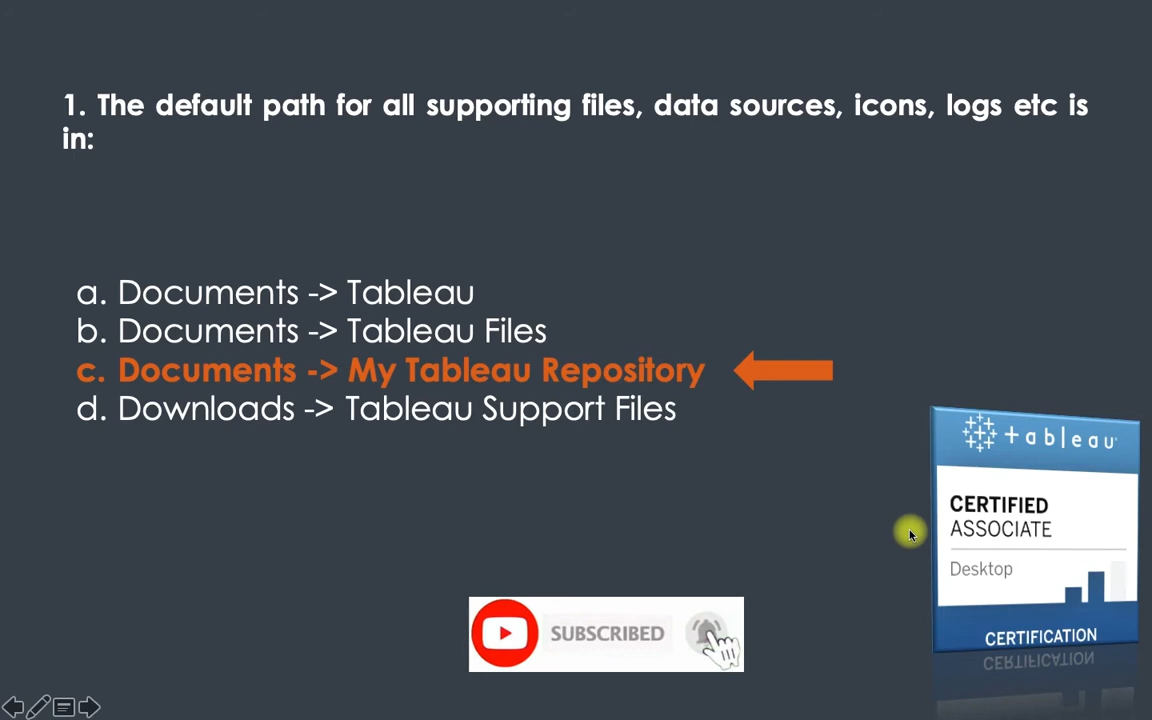 1. The default path for all supporting files, data sources, icons, logs etc is
in:
a. Documents -> Tableau
b. Documents -> Tableau Files
c. Documents -> My Tableau Repository
d. Downloads -> Tableau Support Files
+ableau
CERTIFIED
ASSOCIATE
Desktop
CERTIFICATION
SUBSCRIBED